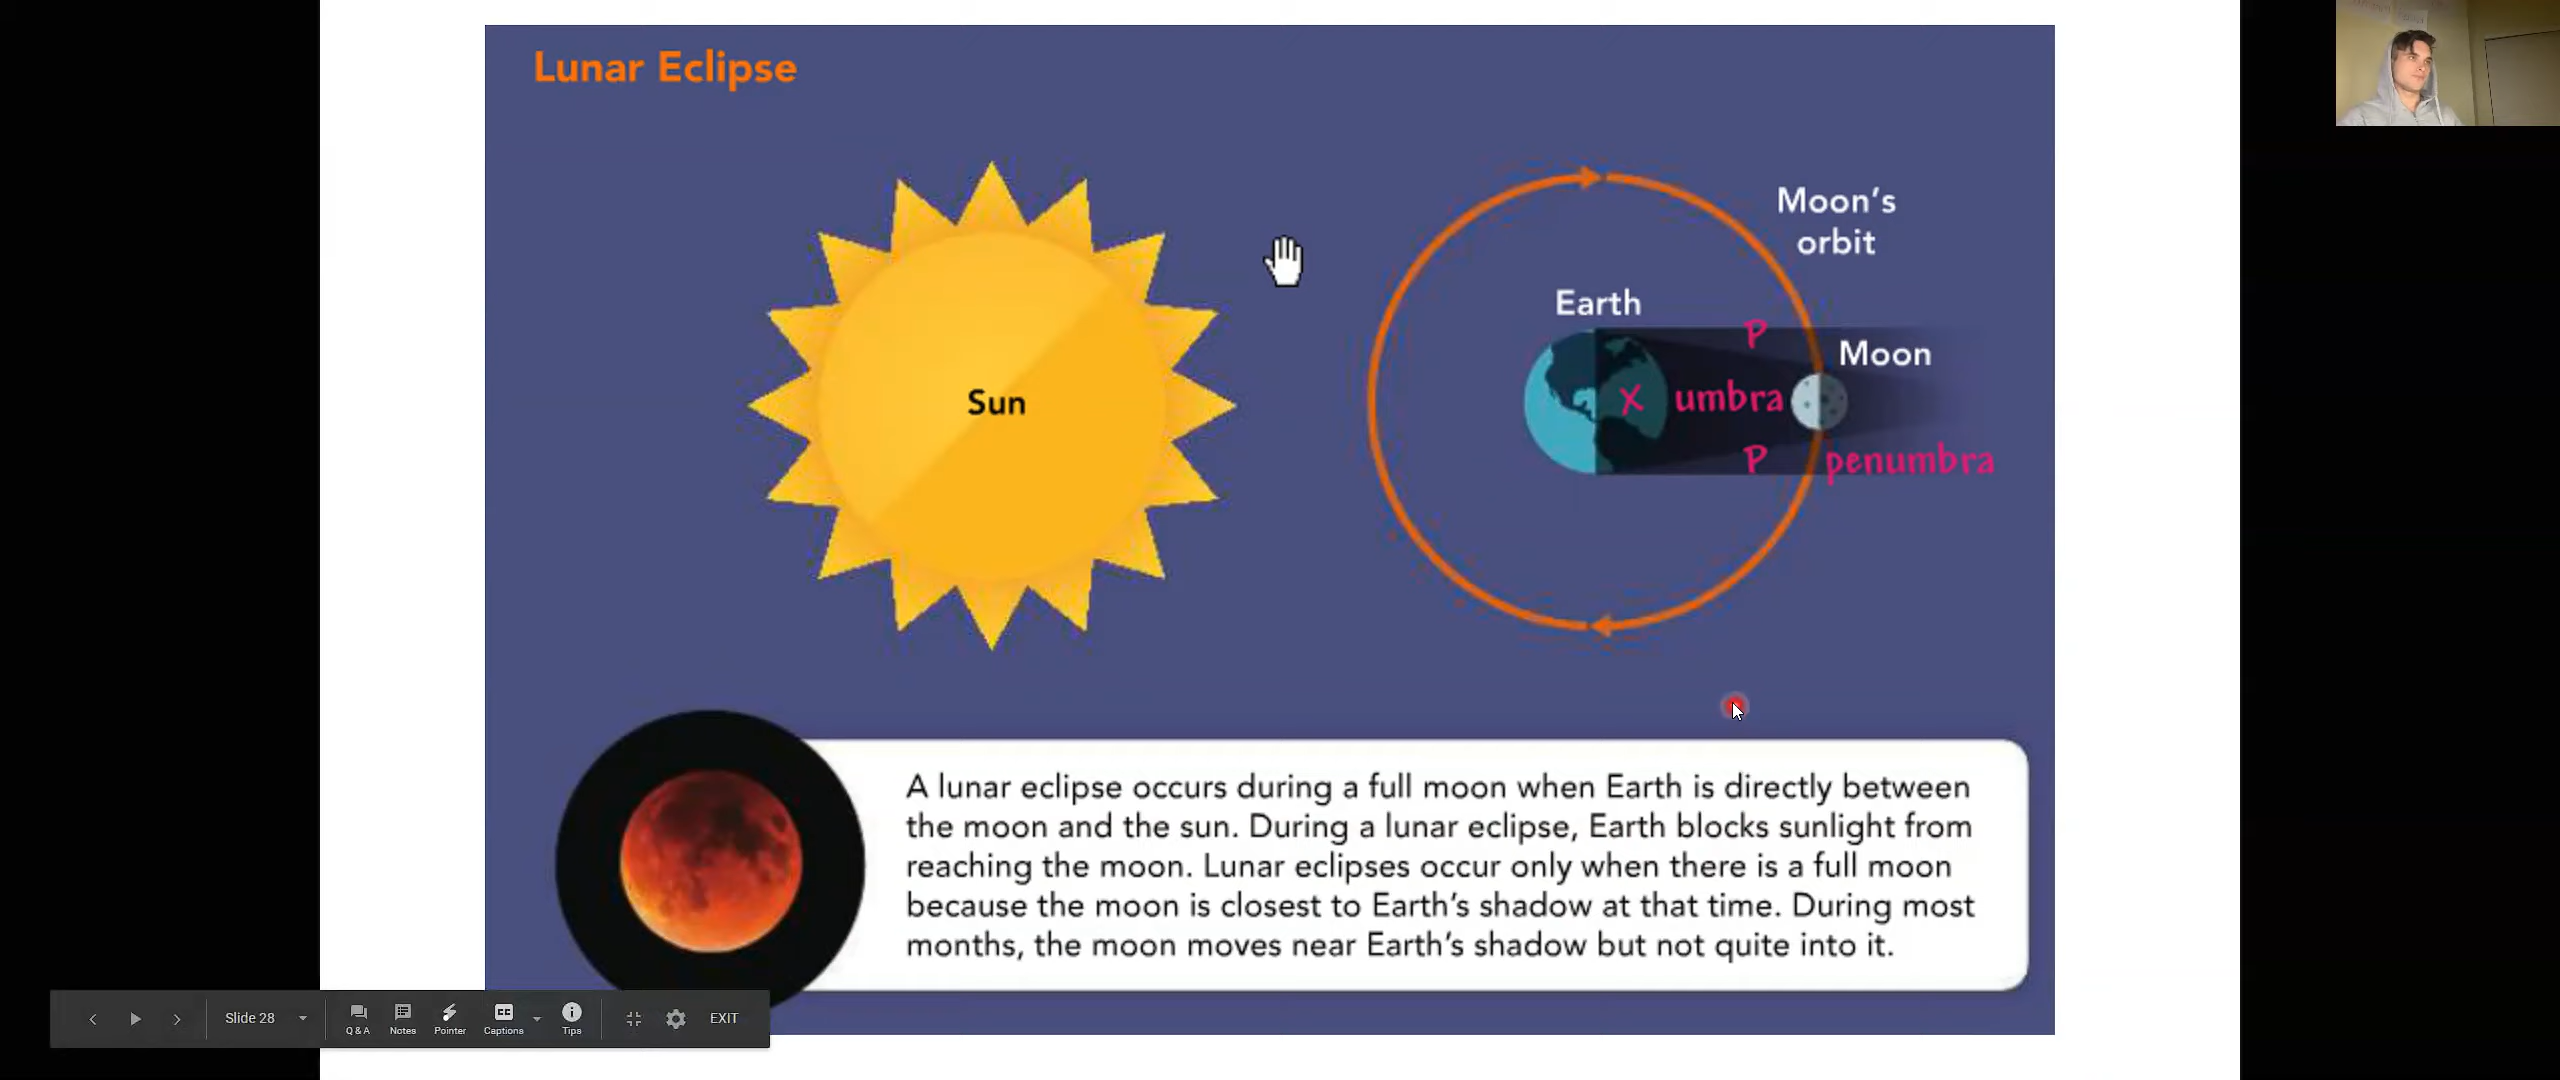 Lunar Eclipse
Moon's
orbit
Earth
P
Moon
Sun
X umbra
P penumbra
A lunar eclipse occurs during a full moon when Earth is directly between
the moon and the sun. During a lunar eclipse, Earth blocks sunlight from
reaching the moon. Lunar eclipses occur only when there is a full moon
because the moon is closest to Earth's shadow at that time. During most
months, the moon moves near Earth's shadow but not quite into it.
Slide 28
Q & A
Notes
Pointer
Captions
Tips
EXIT